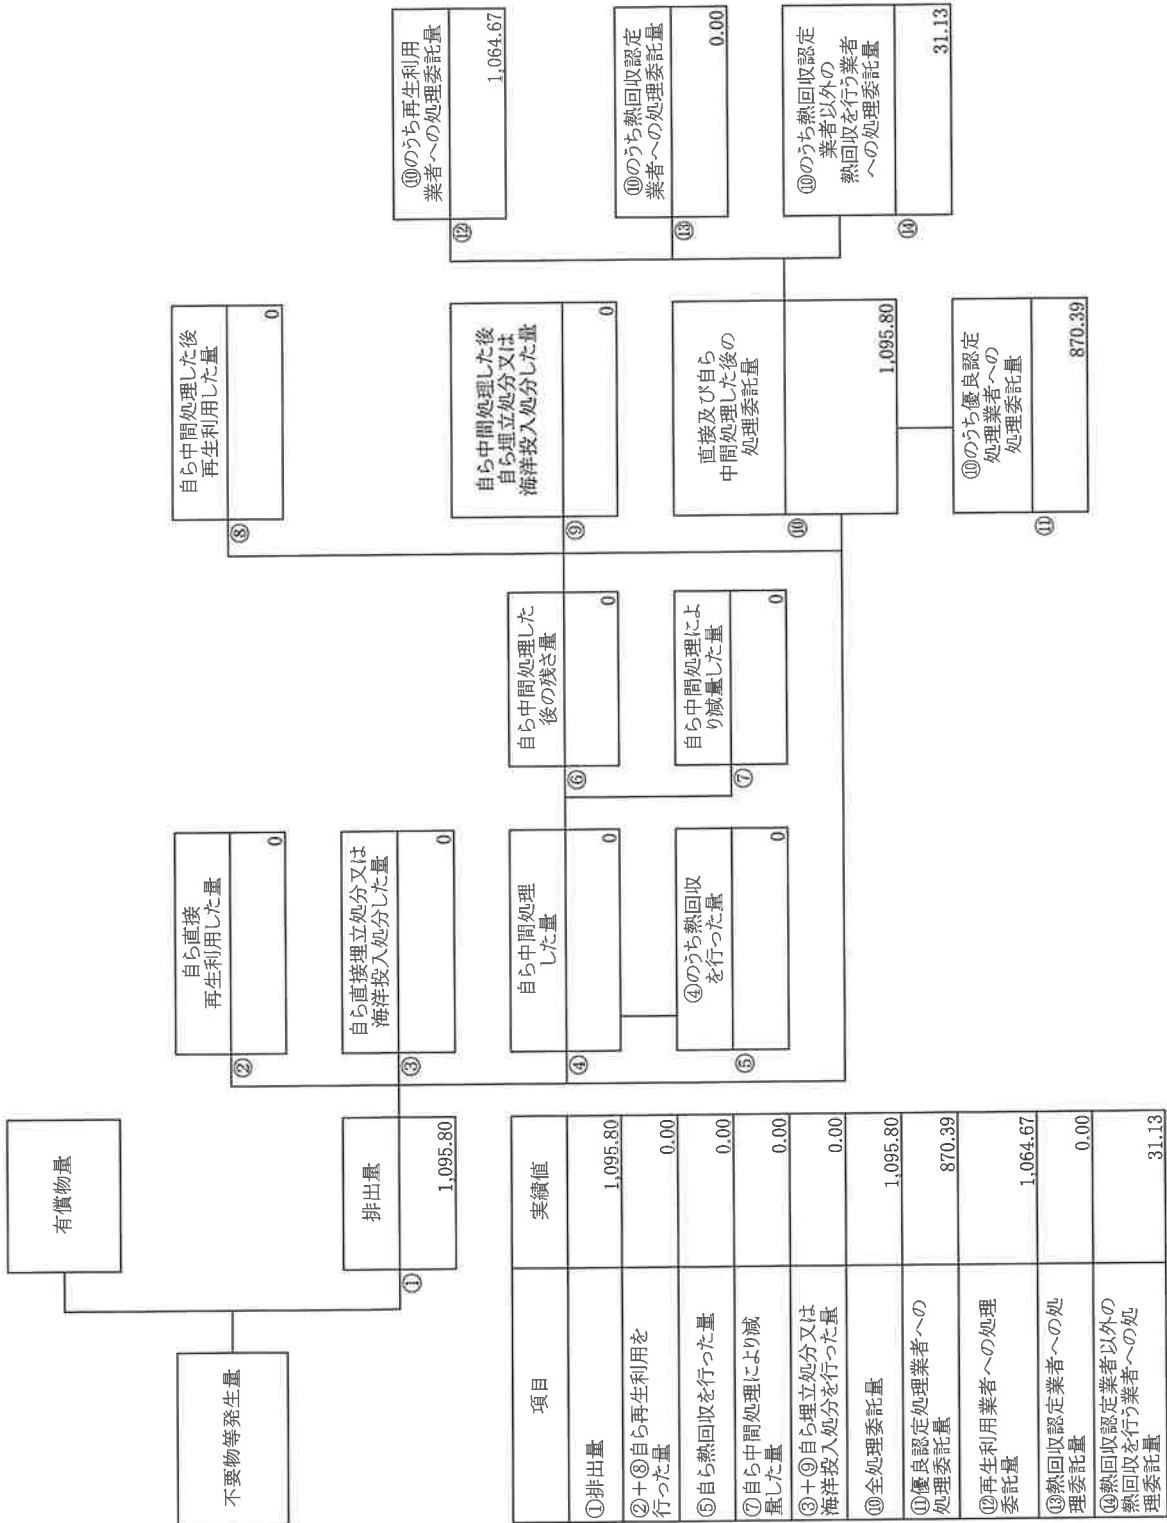 不要物等発生量
有償物量
排出量
①
1,095.80
自ら直接
再生利用した量
②
0
自ら直接埋立処分又は
海洋投入処分した量
③
0
自ら中間処理
した量
④
0
④のうち熱回収
を行った量
⑤
0
自ら中間処理した
後の残さ量
⑥
0
自ら中間処理によ
り減量した量
⑦
0
自ら中間処理した後
再生利用した量
⑧
0
自ら中間処理した後
自ら埋立処分又は
海洋投入処分した量
⑨
0
直接及び自ら
中間処理した後の
処理委託量
⑩
1,095.80
⑩のうち優良認定
処理業者への
処理委託量
⑪
870.39
⑩のうち再生利用
業者への処理委託量
⑫
1,064.67
⑩のうち熱回収認定
業者への処理委託量
⑬
0.00
⑩のうち熱回収認定
業者以外の
熱回収を行う業者
への処理委託量
⑭
31.13
項目 実績値
①排出量 1,095.80
②+⑧自ら再生利用を
行った量 0.00
⑤自ら熱回収を行った量 0.00
⑦自ら中間処理により減
量した量 0.00
③+⑨自ら埋立処分又は
海洋投入処分を行った量 0.00
⑩全処理委託量 1,095.80
⑪優良認定処理業者への
処理委託量 870.39
⑫再生利用業者への処理
委託量 1,064.67
⑬熱回収認定業者への処
理委託量 0.00
⑭熱回収認定業者以外の
熱回収を行う業者への処
理委託量 31.13